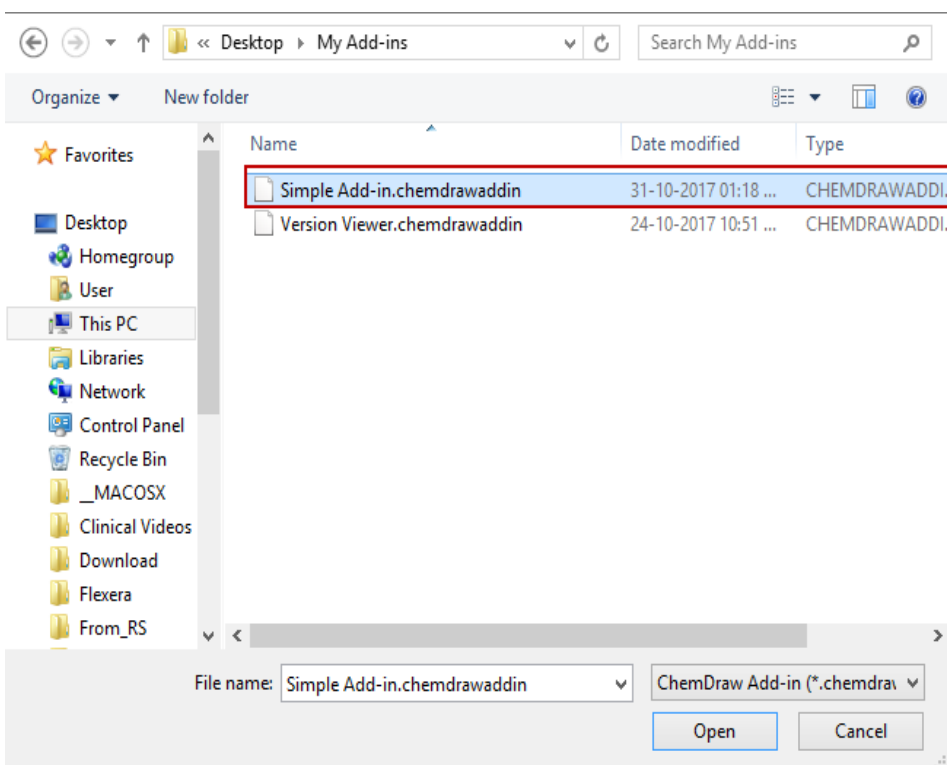 « Desktop My Add-ins Search My Add-ins
Organize New folder
Favorites
Desktop
Homegroup
User
This PC
Libraries
Network
Control Panel
Recycle Bin
__MACOSX
Clinical Videos
Download
Flexera
From_RS
Name Date modified Type
Simple Add-in.chemdrawaddin 31-10-2017 01:18 ... CHEMDRAWADDI.
Version Viewer.chemdrawaddin 24-10-2017 10:51 ... CHEMDRAWADDI.
File name: Simple Add-in.chemdrawaddin ChemDraw Add-in (*.chemdra
Open Cancel